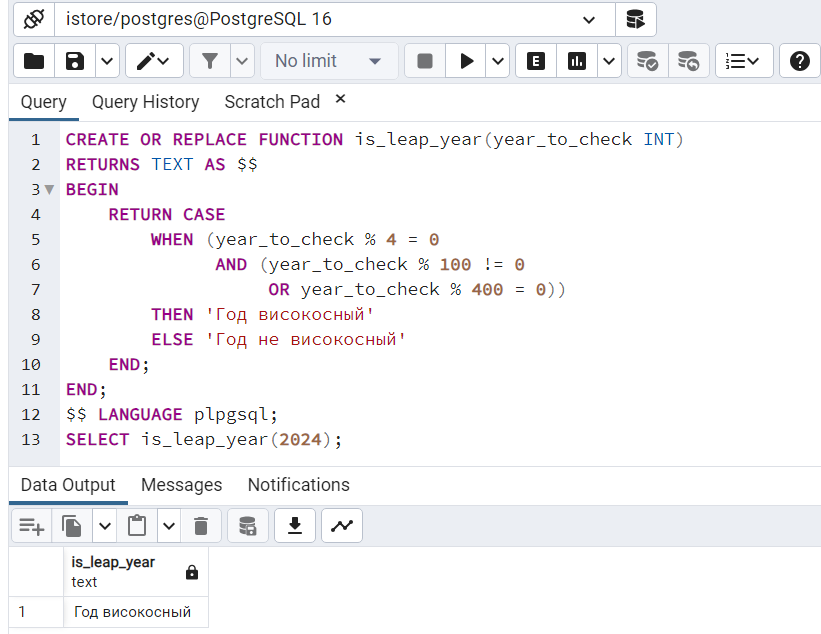 istore/postgres@PostgreSQL 16
No limit
E
Query Query History Scratch Pad ×
1 CREATE OR REPLACE FUNCTION is_leap_year(year_to_check INT)
2 RETURNS TEXT AS $$
3 BEGIN
4 RETURN CASE
5 WHEN (year_to_check % 4 = 0
6 AND (year_to_check % 100 != 0
7 OR year_to_check % 400 = 0))
8 THEN 'Год високосный'
9 ELSE 'Год не високосный'
10 END;
11 END;
12 $$ LANGUAGE plpgsql;
13 SELECT is_leap_year(2024);
Data Output Messages Notifications
is_leap_year
text
1 Год високосный